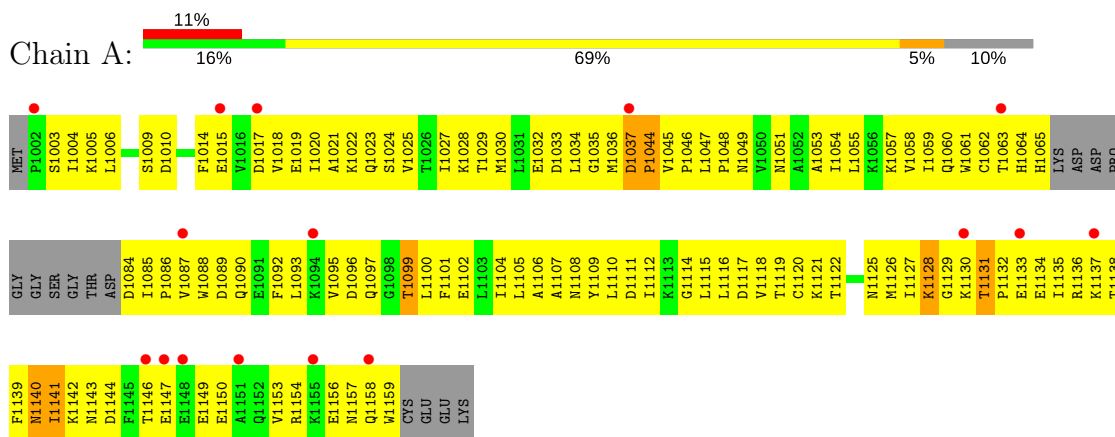 11%
Chain A:
16% 69% 5% 10%
MET P1002 S1003 I1004 K1005 L1006 S1009 D1010 F1014 E1015 V1016 D1017 V1018 E1019 I1020 A1021 K1022 Q1023 S1024 V1025 T1026 I1027 K1028 T1029 M1030 L1031 E1032 D1033 L1034 G1035 M1036 D1037 P1044 V1045 P1046 L1047 P1048 N1049 V1050 N1051 A1052 A1053 I1054 L1055 K1056 K1057 V1058 I1059 Q1060 W1061 C1062 T1063 H1064 H1065 LYS ASP ASP PRO
GLY GLY SER GLY THR ASP D1084 I1085 P1086 V1087 W1088 D1089 Q1090 E1091 F1092 L1093 K1094 V1095 D1096 Q1097 G1098 T1099 L1100 F1101 E1102 L1103 I1104 L1105 A1106 A1107 N1108 Y1109 L1110 D1111 I1112 K1113 G1114 L1115 L1116 D1117 V1118 T1119 C1120 K1121 T1122 N1125 M1126 I1127 K1128 G1129 K1130 T1131 P1132 E1133 E1134 I1135 R1136 K1137 T1138
F1139 N1140 I1141 K1142 N1143 D1144 F1145 T1146 E1147 E1148 E1149 E1150 A1151 Q1152 V1153 R1154 K1155 E1156 N1157 Q1158 W1159 CYS GLU GLU LYS